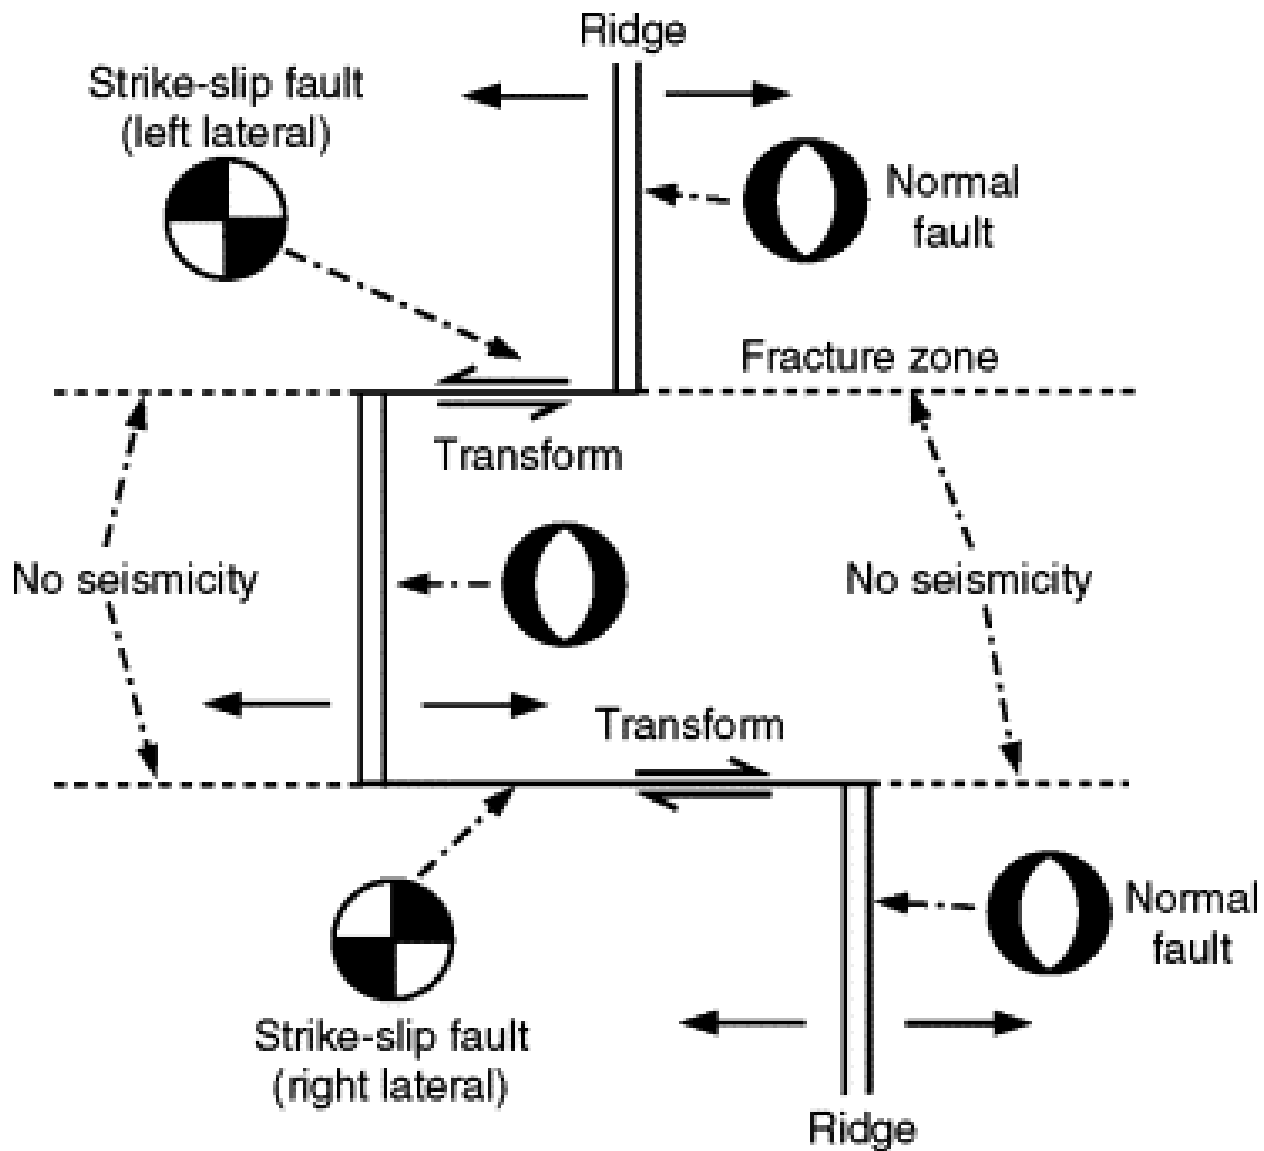 Ridge
Strike-slip fault
(left lateral)
Normal
fault
Fracture zone
Transform
No seismicity
No seismicity
Transform
Normal
fault
Strike-slip fault
(right lateral)
Ridge